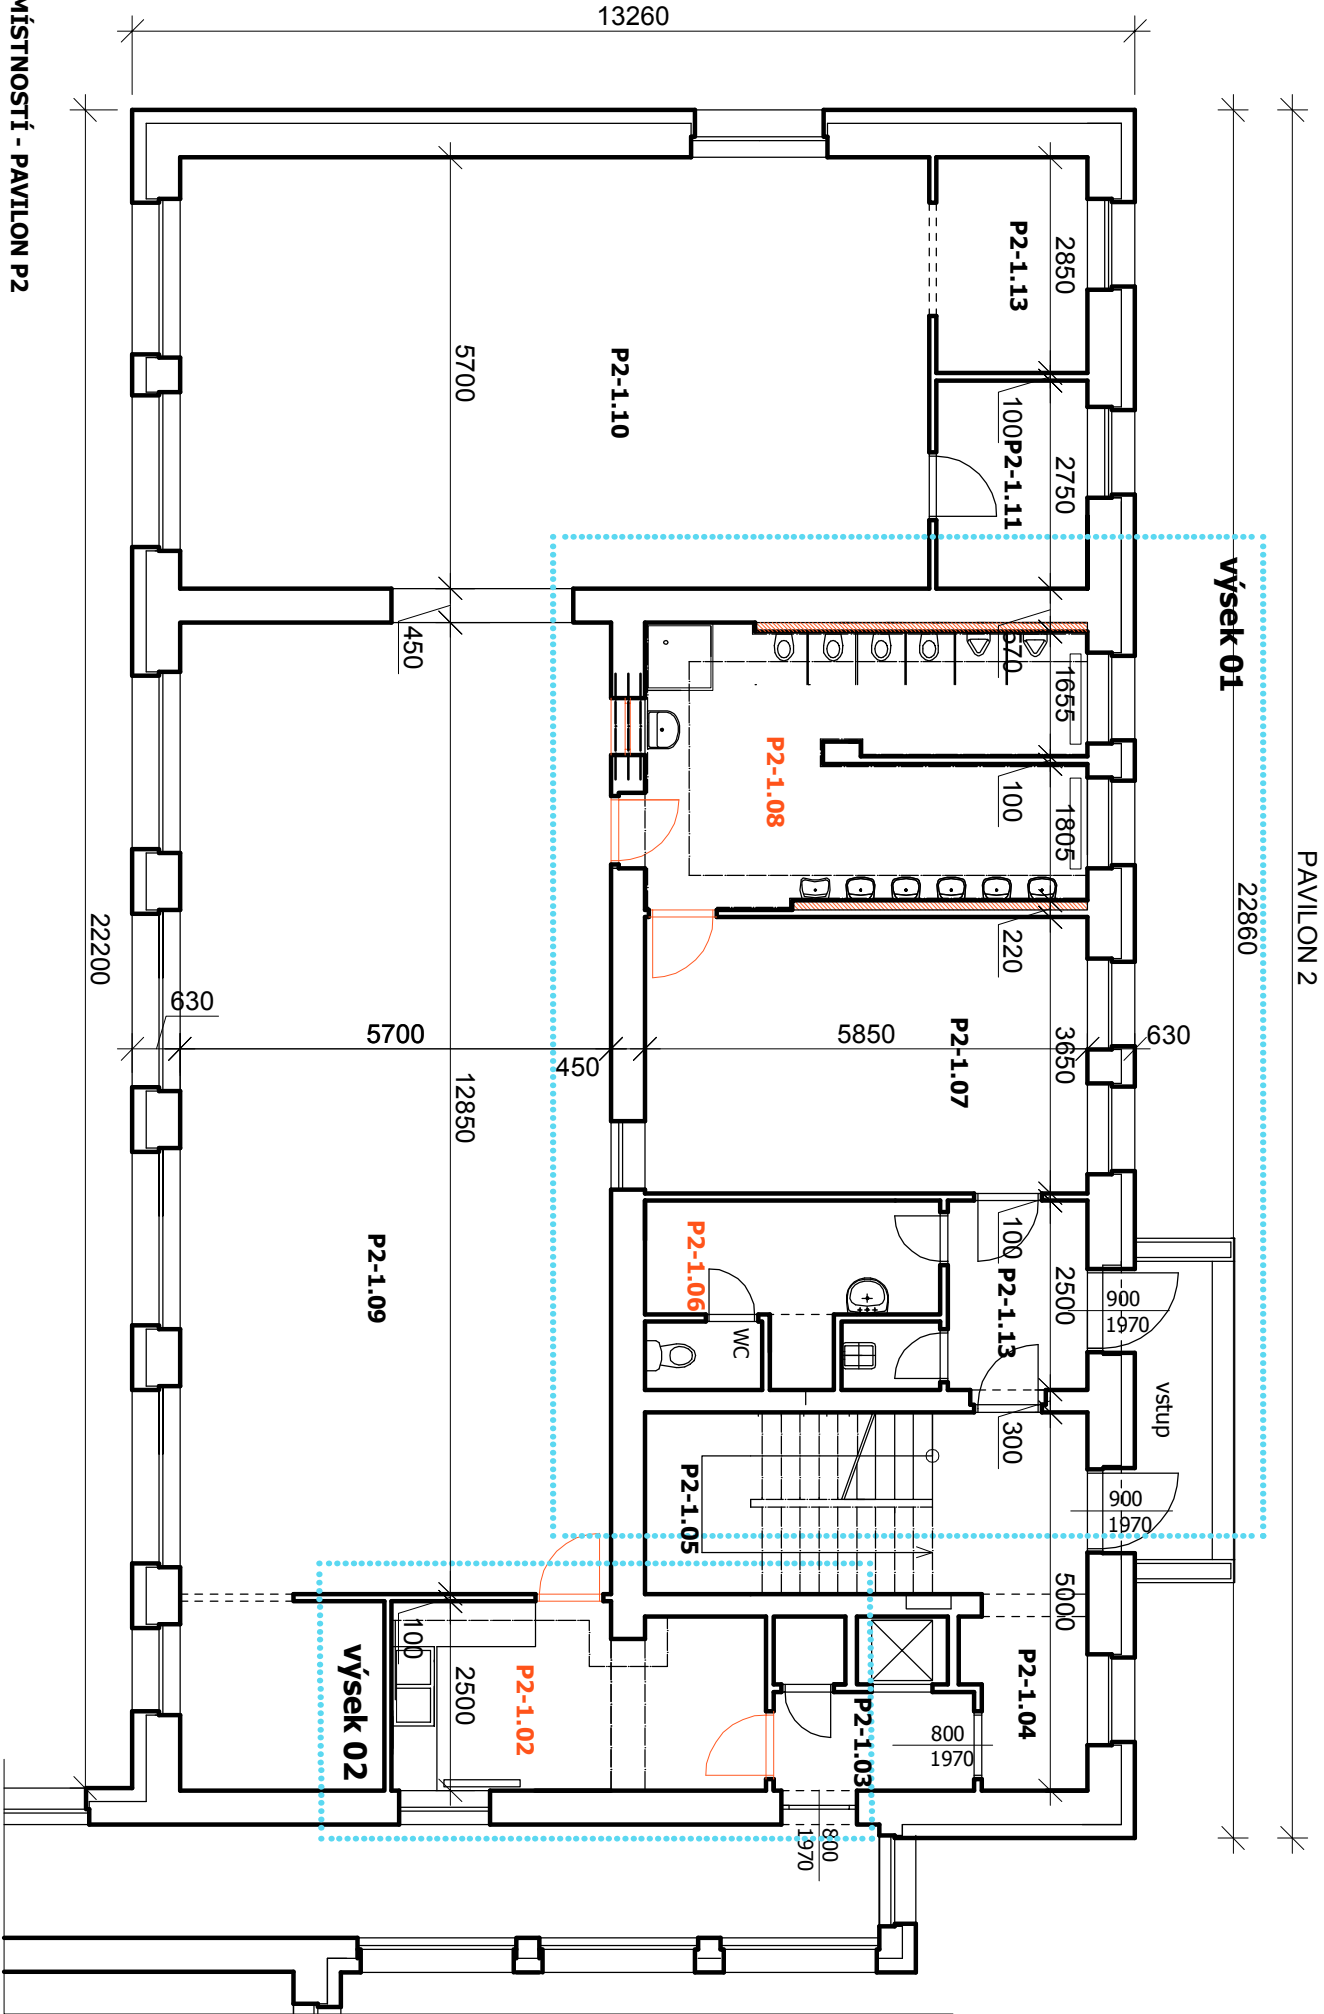 13260
MÍSTNOSTÍ - PAVILON P2
PAVILON 2
22860
22200
výsek 01
P2-1.13
2850
5700
P2-1.10
100
P2-1.11
2750
450
570
1655
P2-1.08
100
1805
220
630
5700
450
5850
P2-1.07
3650
630
12850
P2-1.09
P2-1.06
WC
100
P2-1.13
2500
900
1970
vstup
300
P2-1.05
900
1970
5000
100
2500
výsek 02
P2-1.02
P2-1.03
P2-1.04
800
1970
800
1970